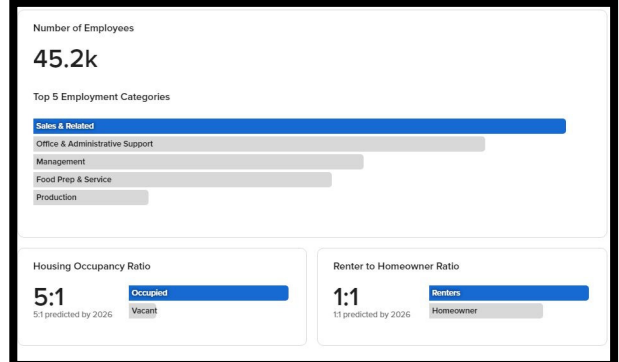 Number of Employees
45.2k
Top 5 Employment Categories
Sales & Related
Office & Administrative Support
Management
Food Prep & Service
Production
Housing Occupancy Ratio
5:1
5:1 predicted by 2026
Occupied
Vacant
Renter to Homeowner Ratio
1:1
1:1 predicted by 2026
Renters
Homeowner